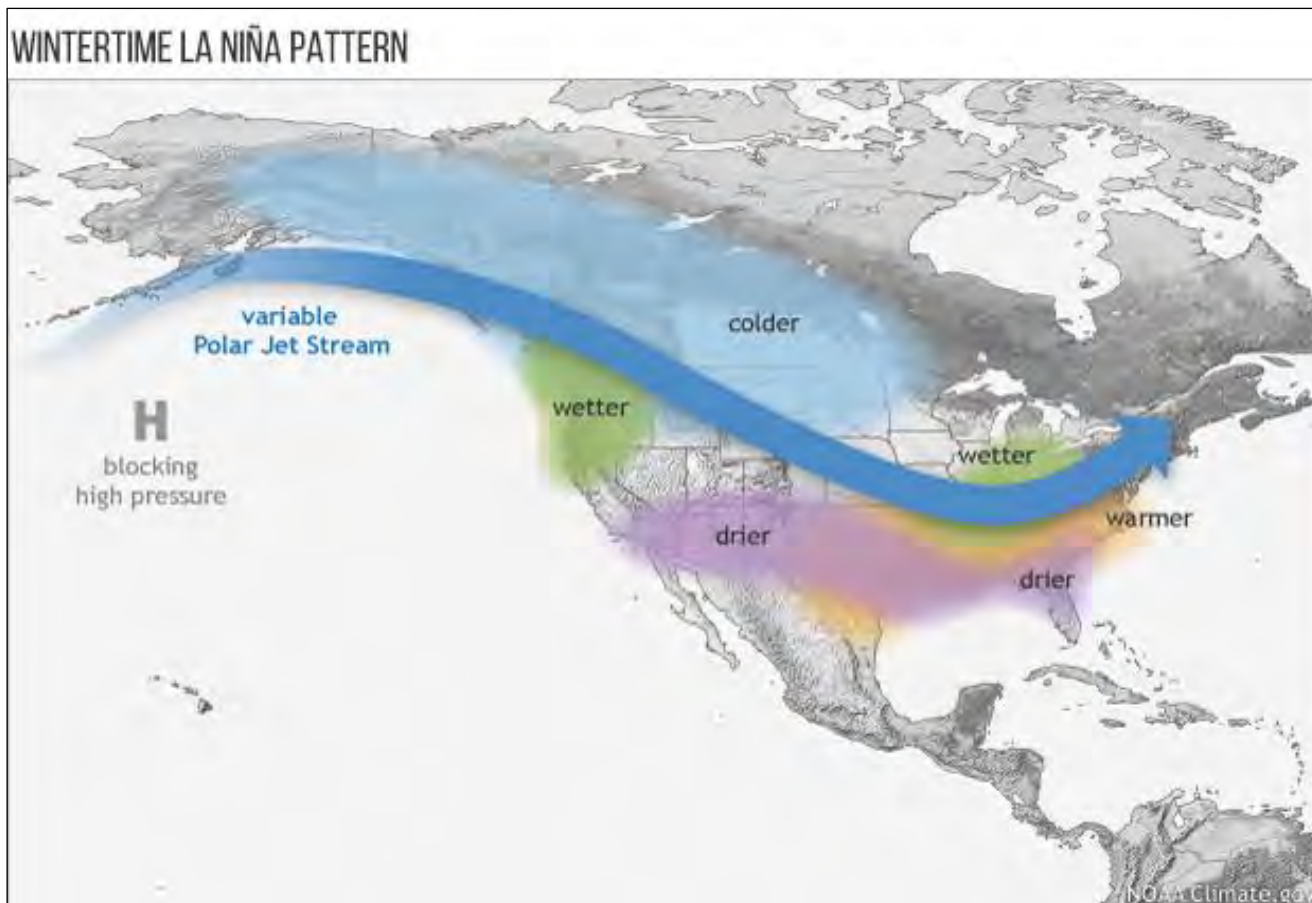 WINTERTIME LA NIÑA PATTERN
variable
Polar Jet Stream
H
blocking
high pressure
colder
wetter
wetter
warmer
drier
drier
NOAA Climate.go